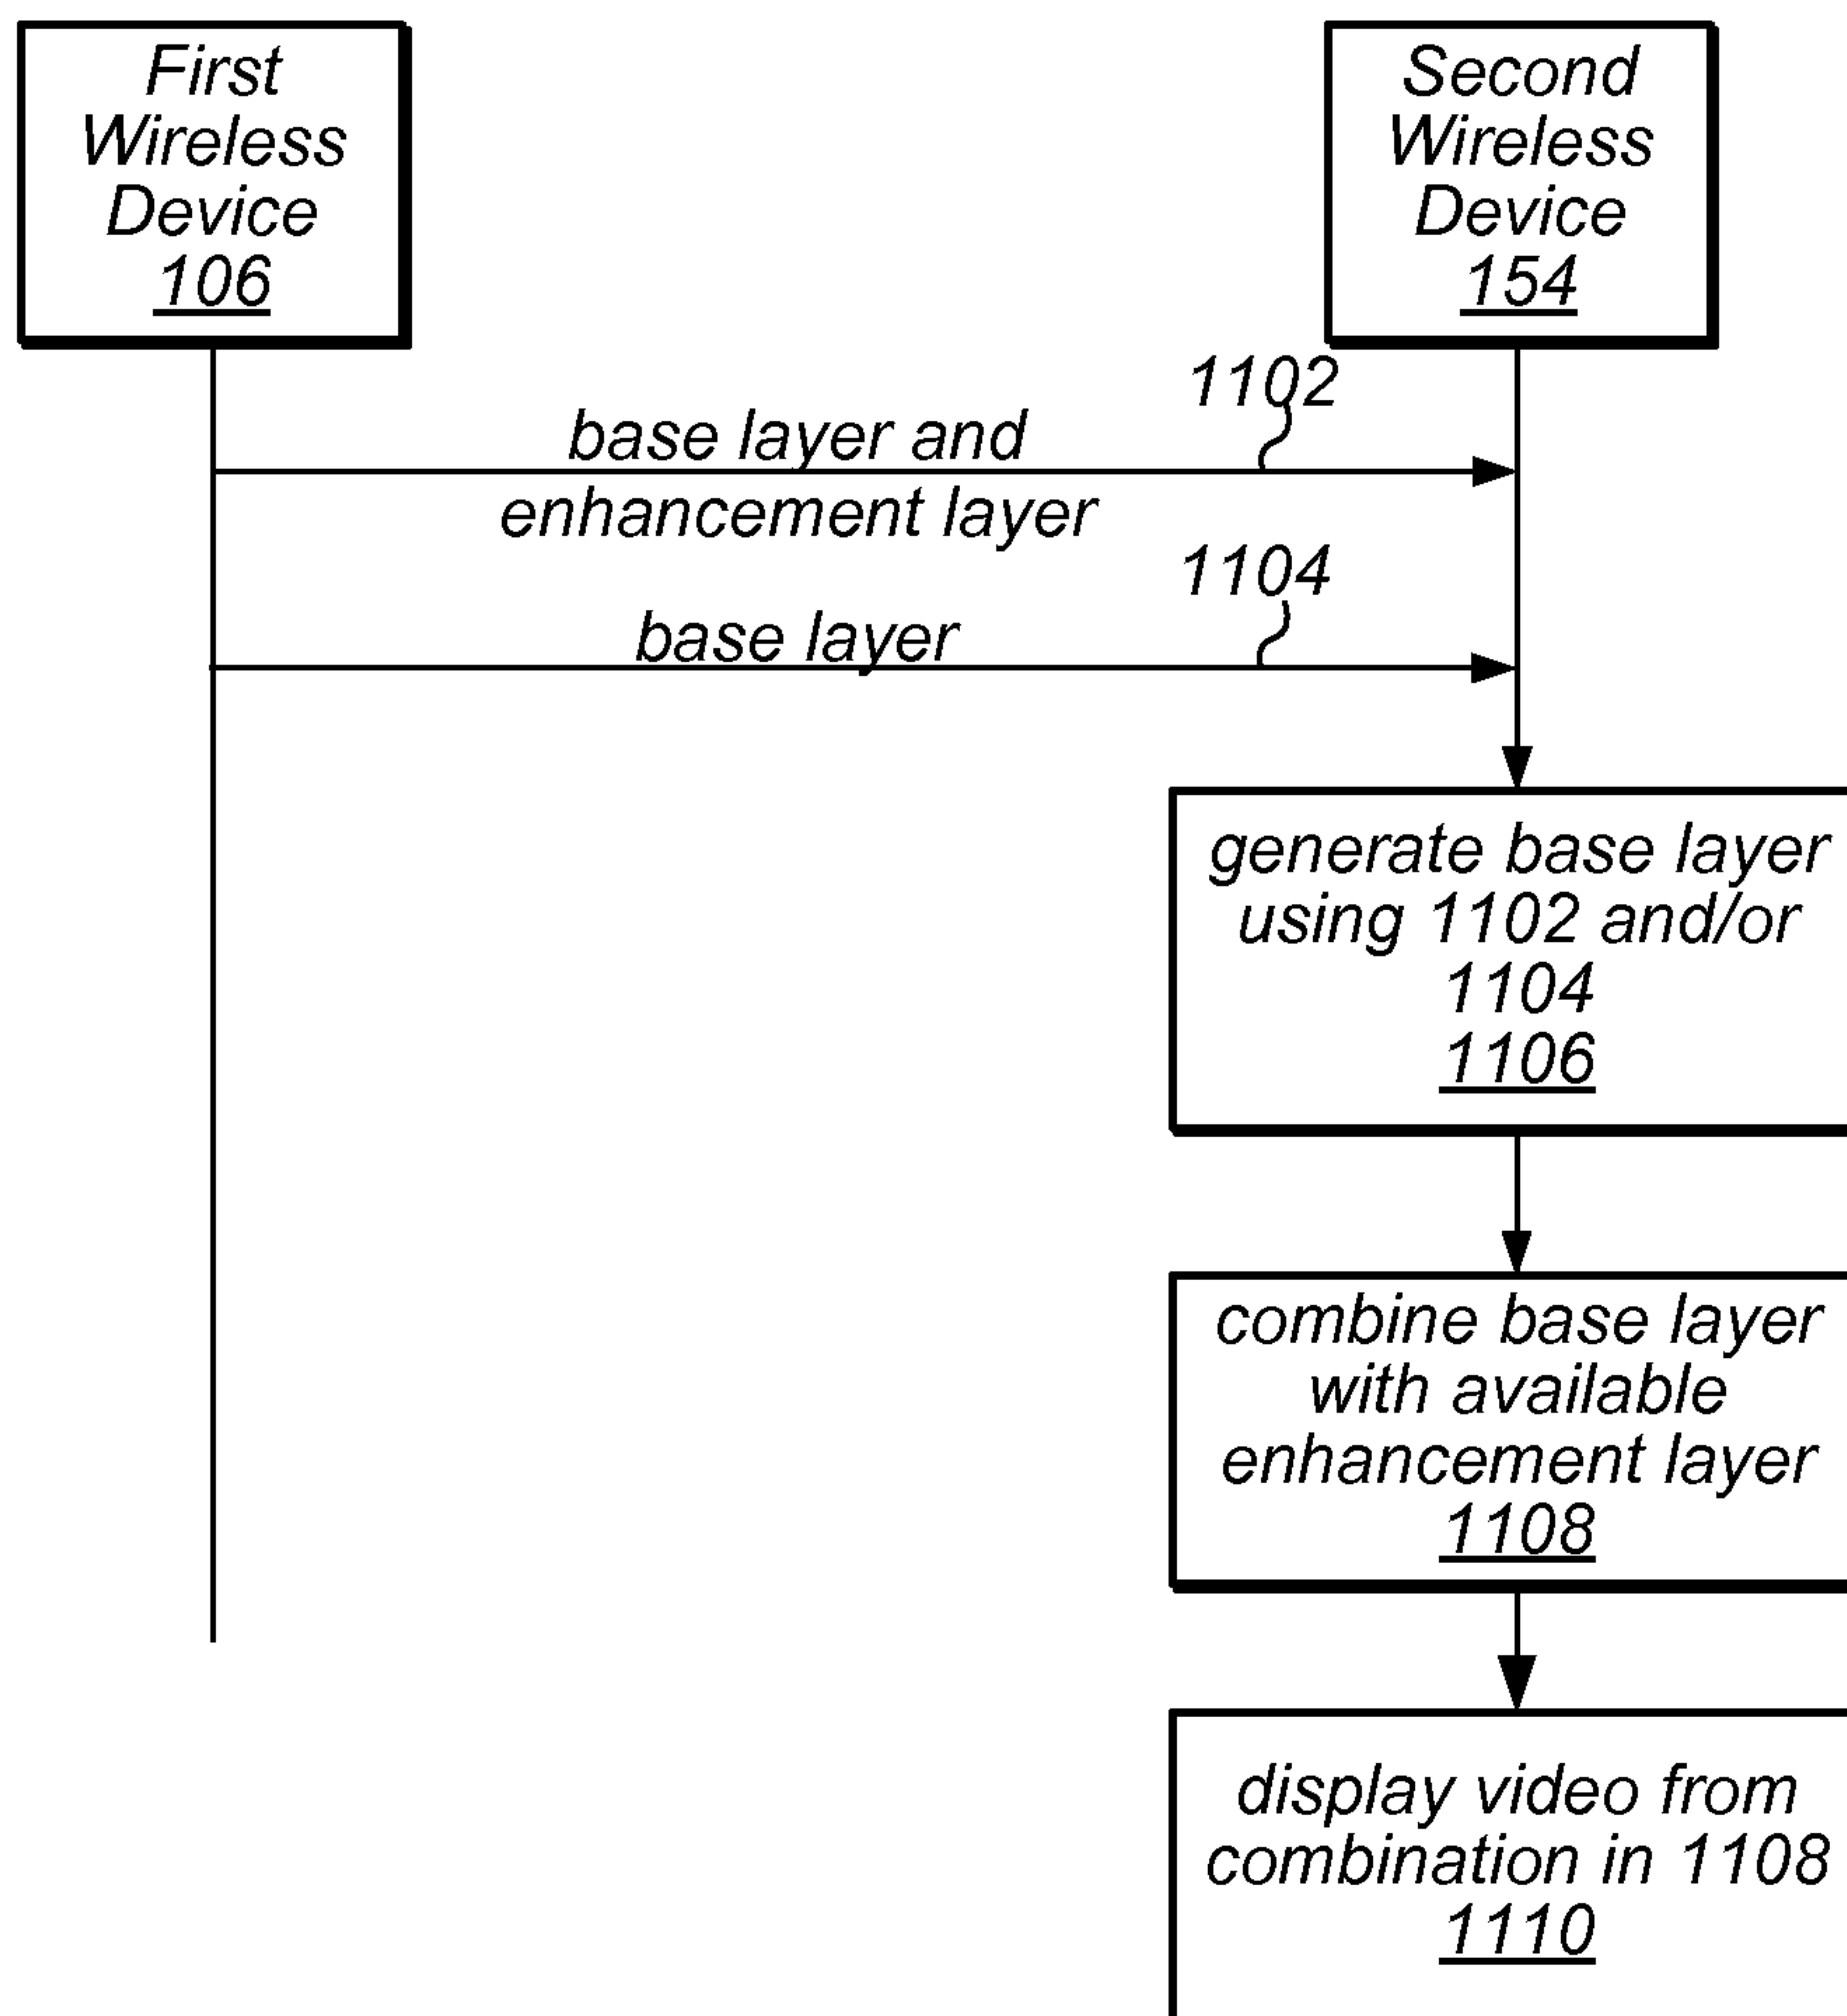 First
Wireless
Device
106
Second
Wireless
Device
154
1102
base layer and
enhancement layer
1104
base layer
generate base layer
using 1102 and/or
1104
1106
combine base layer
with available
enhancement layer
1108
display video from
combination in 1108
1110